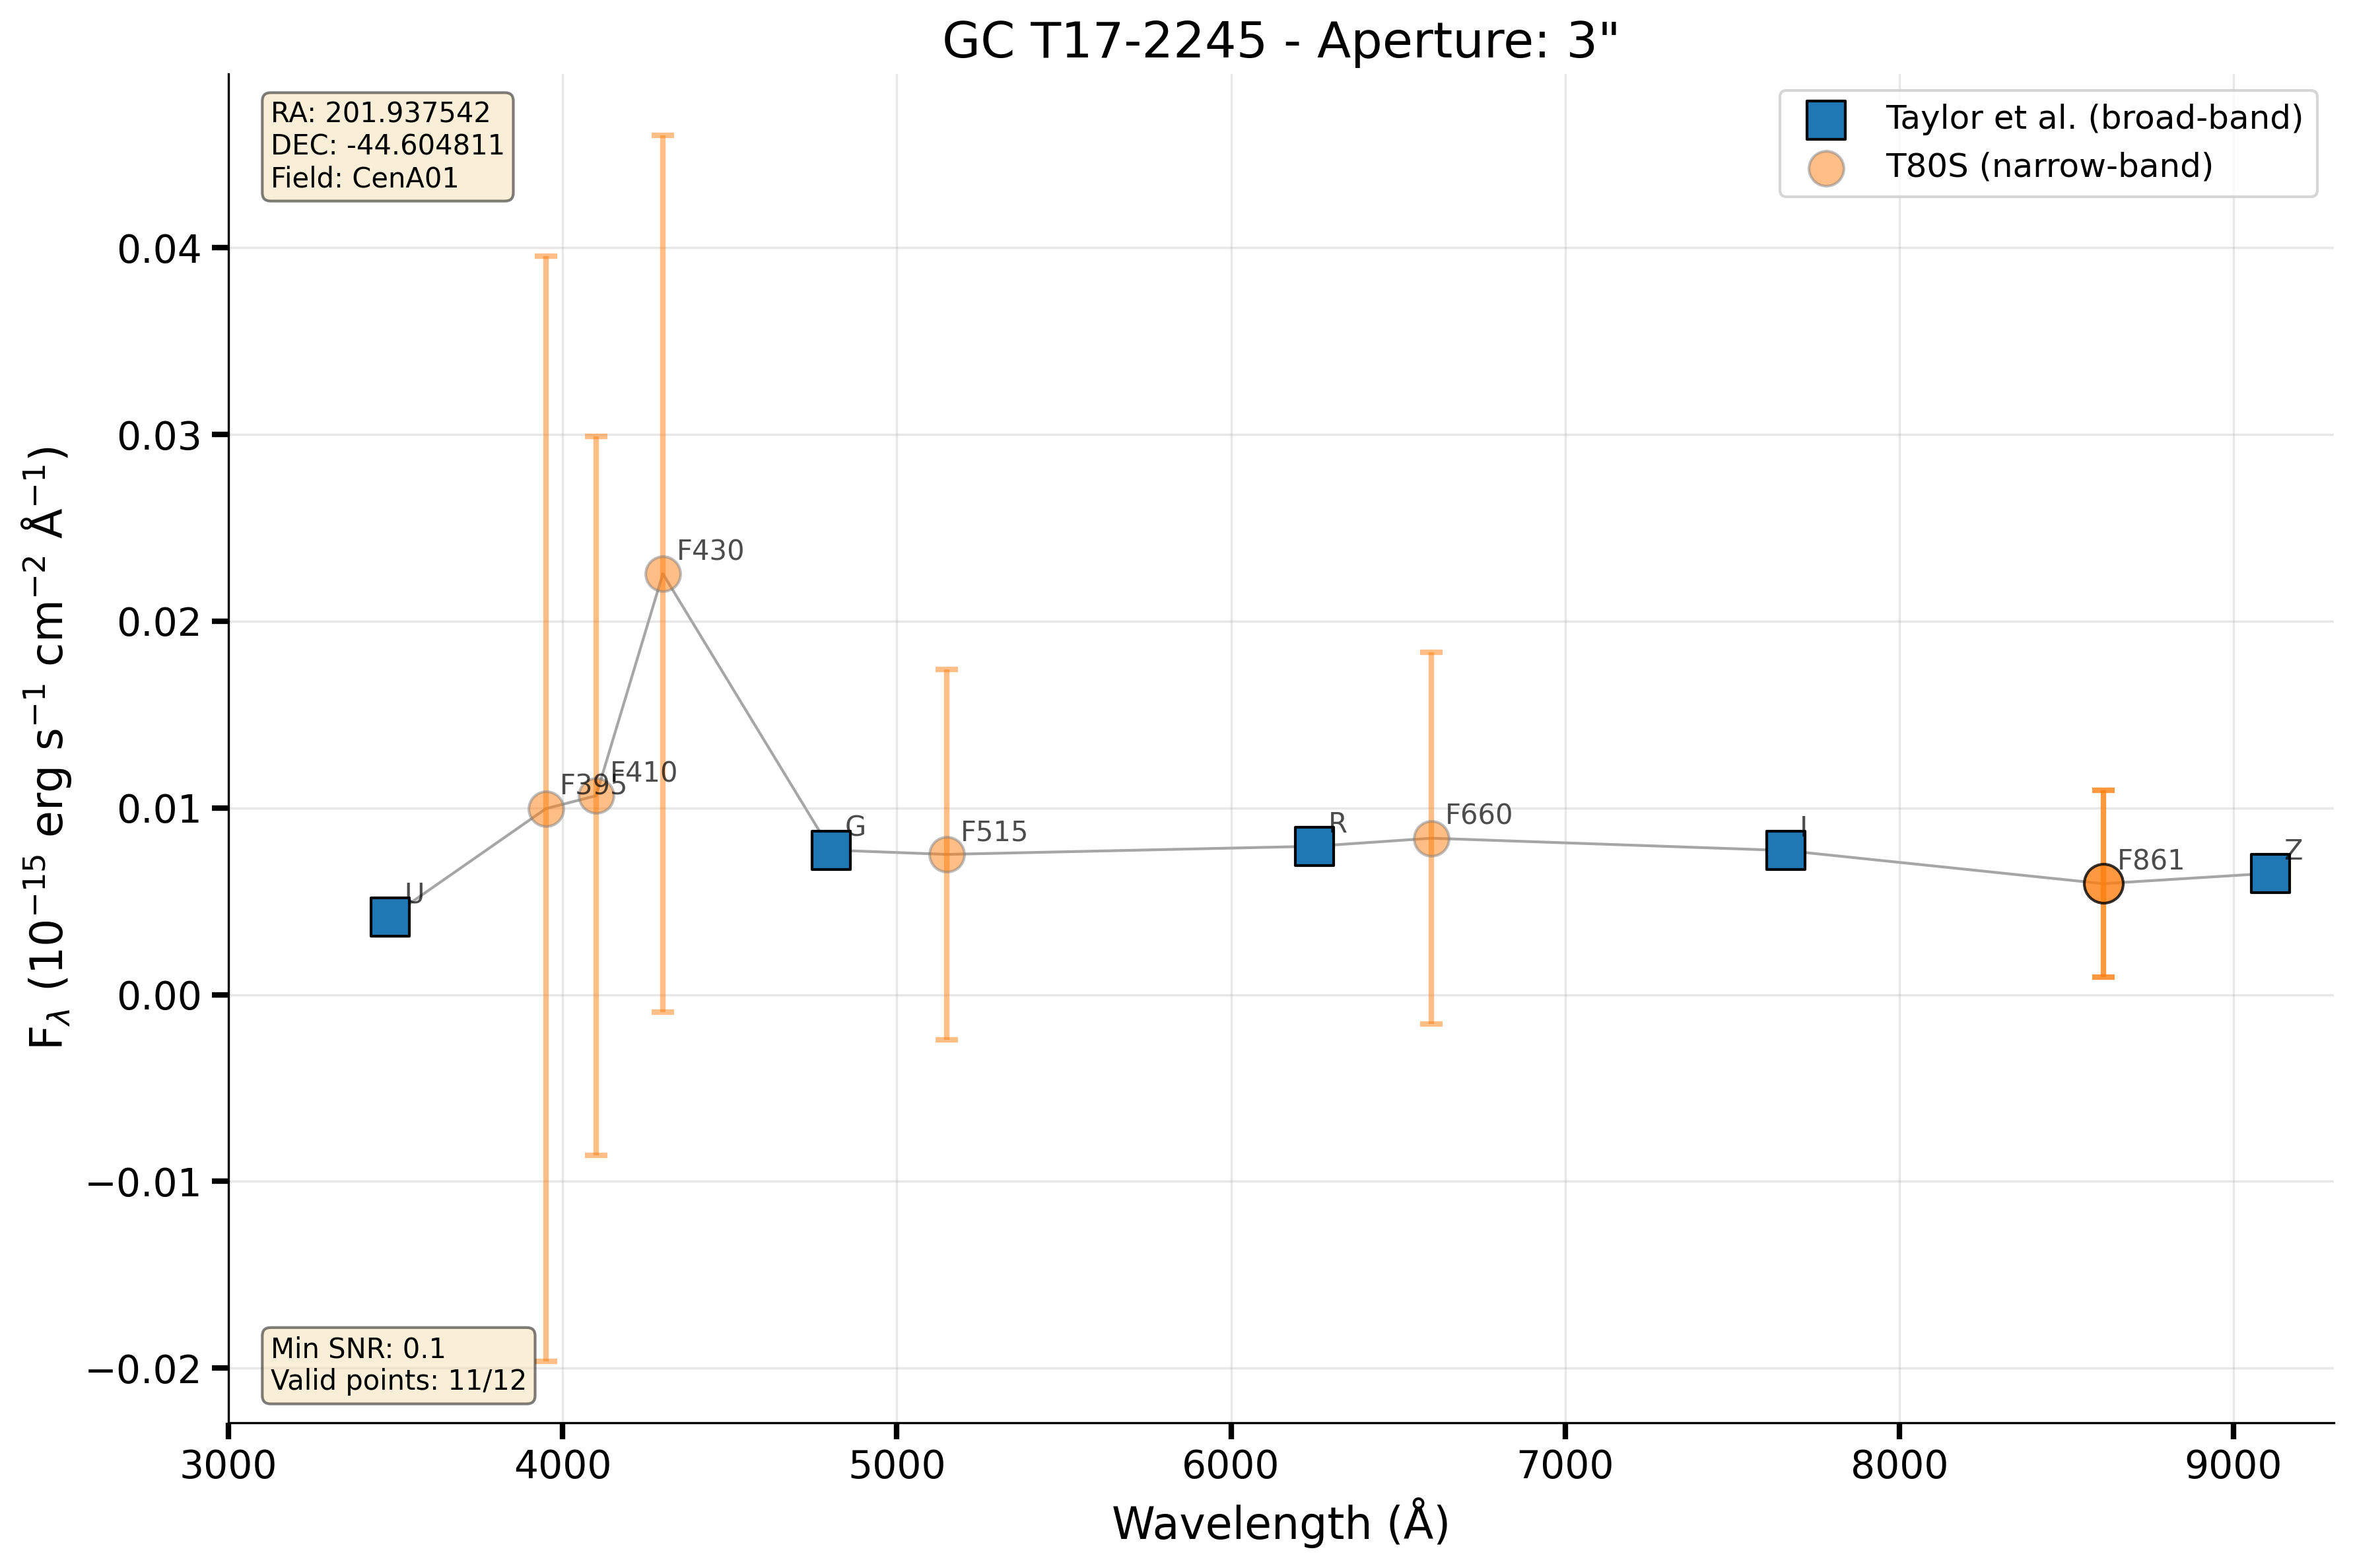 GC T17-2245 - Aperture: 3"
RA: 201.937542
DEC: -44.604811
Field: CenA01
Taylor et al. (broad-band)
T80S (narrow-band)
F_λ (10⁻¹⁵ erg s⁻¹ cm⁻² Å⁻¹)
0.04
0.03
0.02
0.01
0.00
−0.01
−0.02
U
F395
F410
F430
G
F515
R
F660
I
F861
Z
Min SNR: 0.1
Valid points: 11/12
3000 4000 5000 6000 7000 8000 9000
Wavelength (Å)